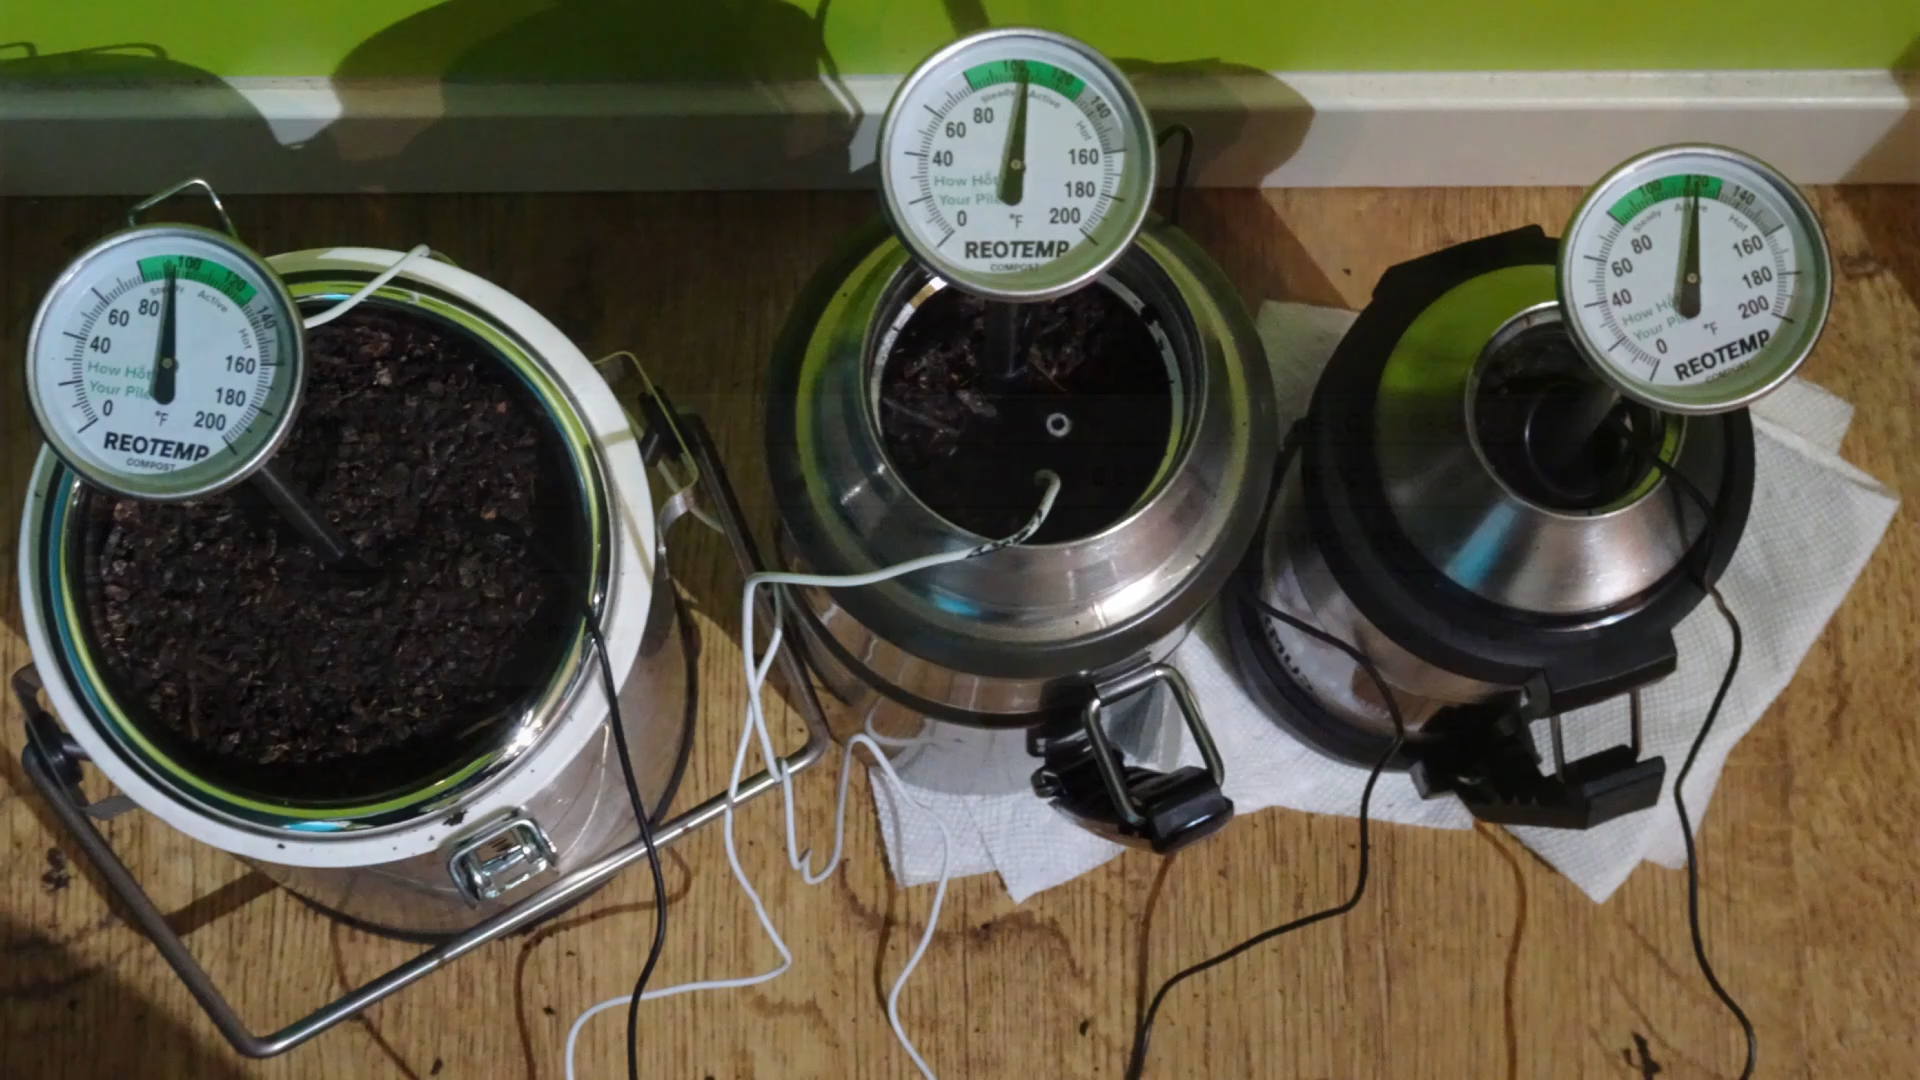 100
120
80
Steady
Active
60
140
Hot
40
160
How Hot
Your Pile
180
0
°F
200
REOTEMP
COMPOST
100
120
Steady
Active
80
140
60
Hot
40
160
How Hot
Your Pile
180
0
°F
200
REOTEMP
COMPOST
100
120
140
Steady
Active
Hot
80
160
60
40
180
How Hot
Your Pile
200
0
°F
REOTEMP
COMPOST